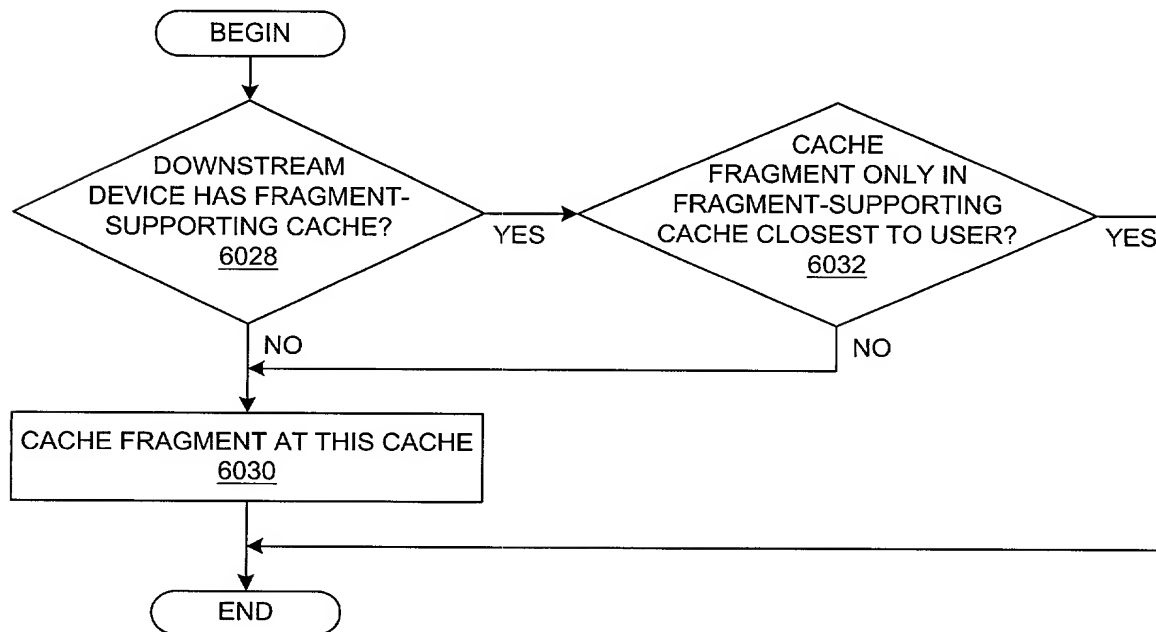 BEGIN
DOWNSTREAM
DEVICE HAS FRAGMENT-
SUPPORTING CACHE?
6028
YES
CACHE
FRAGMENT ONLY IN
FRAGMENT-SUPPORTING
CACHE CLOSEST TO USER?
6032
YES
NO
NO
CACHE FRAGMENT AT THIS CACHE
6030
END